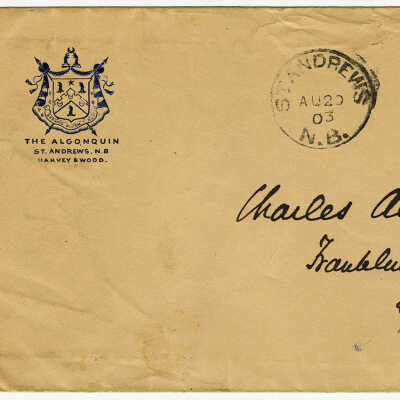 THE ALGONQUIN
ST. ANDREWS. N.B
HARVEY & WOOD.
ST. ANDREWS
AU 20
03
N.B.
Charles